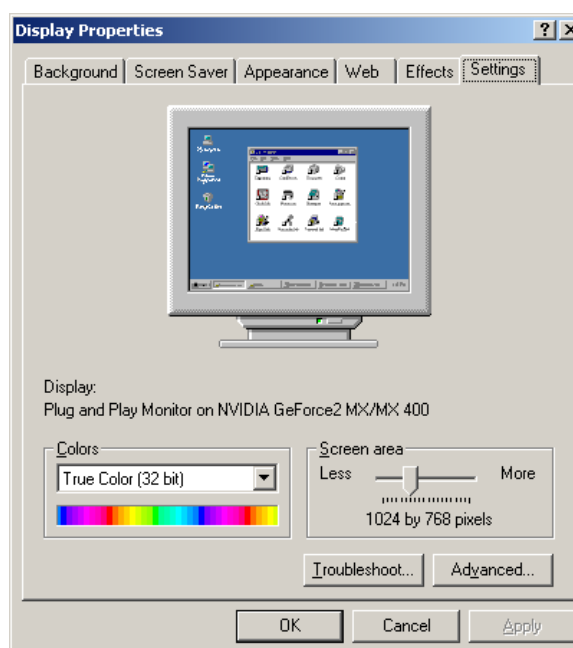 Display Properties
Background Screen Saver Appearance Web Effects Settings
Display:
Plug and Play Monitor on NVIDIA GeForce2 MX/MX 400
Colors
Screen area
True Color (32 bit)
Less More
1024 by 768 pixels
Troubleshoot... Advanced...
OK Cancel Apply